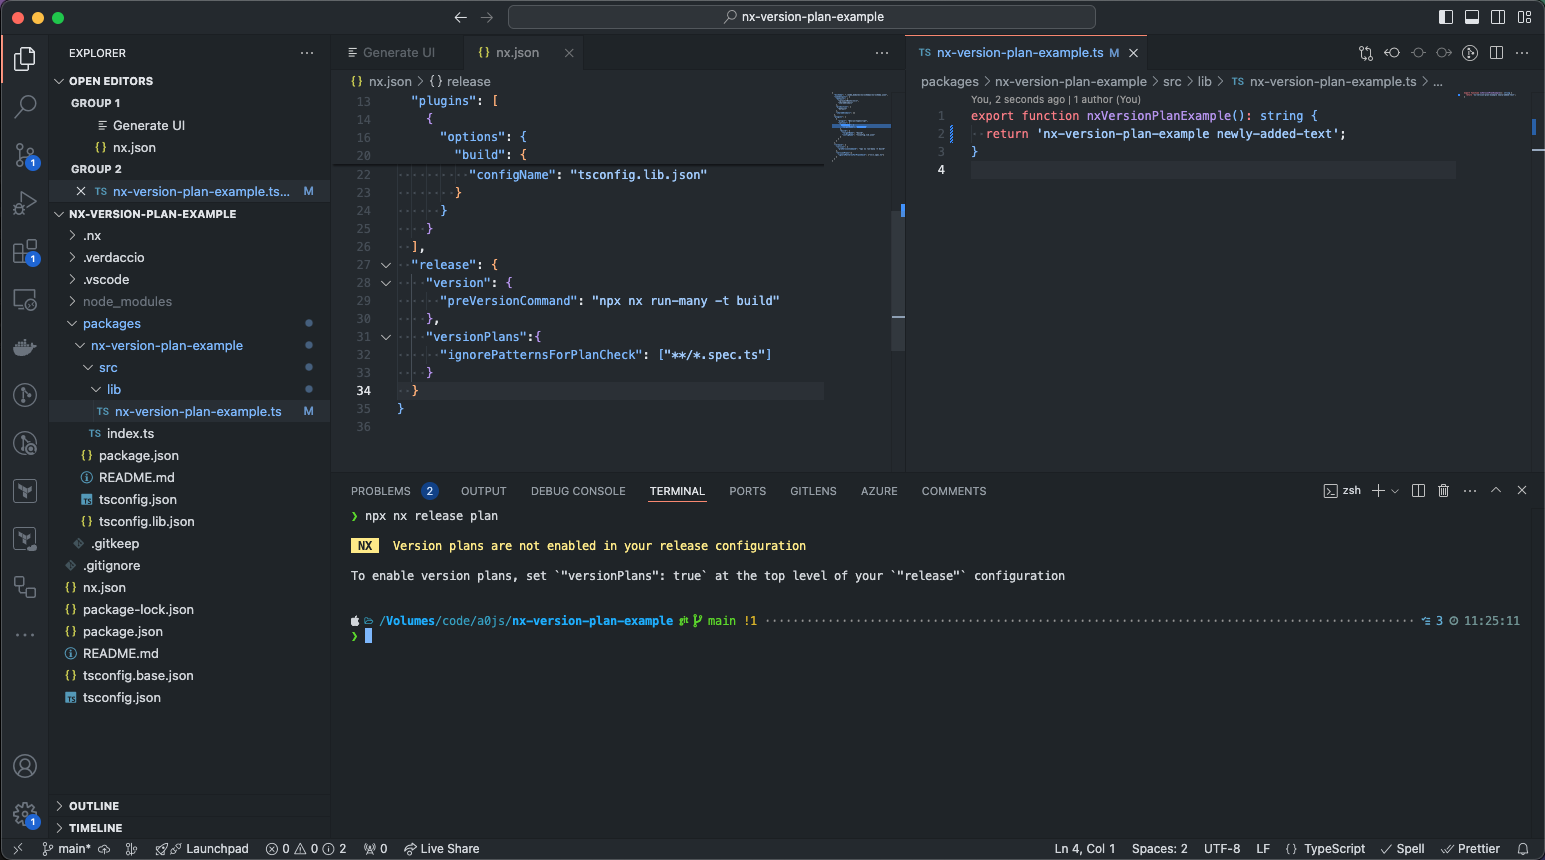 nx-version-plan-example
EXPLORER
OPEN EDITORS
GROUP 1
Generate UI
nx.json
GROUP 2
TS nx-version-plan-example.ts... M
NX-VERSION-PLAN-EXAMPLE
.nx
.verdaccio
.vscode
node_modules
packages
nx-version-plan-example
src
lib
TS nx-version-plan-example.ts M
TS index.ts
{} package.json
README.md
TS tsconfig.json
{} tsconfig.lib.json
.gitkeep
.gitignore
{} nx.json
{} package-lock.json
{} package.json
README.md
{} tsconfig.base.json
TS tsconfig.json
OUTLINE
TIMELINE
1
1
1
Generate UI
{} nx.json
{} nx.json > {} release
13 "plugins": [
14 {
16 "options": {
20 "build": {
22 "configName": "tsconfig.lib.json"
23 }
24 }
25 }
26 ],
27 "release": {
28 "version": {
29 "preVersionCommand": "npx nx run-many -t build"
30 },
31 "versionPlans":{
32 "ignorePatternsForPlanCheck": ["**/*.spec.ts"]
33 }
34 }
35 }
36
TS nx-version-plan-example.ts M
packages > nx-version-plan-example > src > lib > TS nx-version-plan-example.ts > ...
You, 2 seconds ago | 1 author (You)
1 export function nxVersionPlanExample(): string {
2 return 'nx-version-plan-example newly-added-text';
3 }
4
PROBLEMS 2 OUTPUT DEBUG CONSOLE TERMINAL PORTS GITLENS AZURE COMMENTS
zsh
❯ npx nx release plan
NX Version plans are not enabled in your release configuration
To enable version plans, set `"versionPlans": true` at the top level of your `"release"` configuration
/Volumes/code/a0js/nx-version-plan-example main !1 3 11:25:11
❯
main* Launchpad 0 0 2 0 Live Share
Ln 4, Col 1 Spaces: 2 UTF-8 LF {} TypeScript Spell Prettier